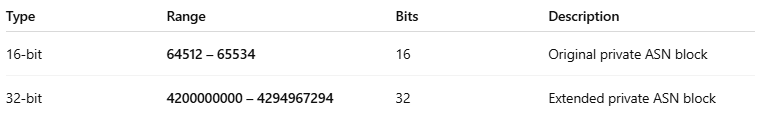 Type Range Bits Description
16-bit 64512 – 65534 16 Original private ASN block
32-bit 4200000000 – 4294967294 32 Extended private ASN block